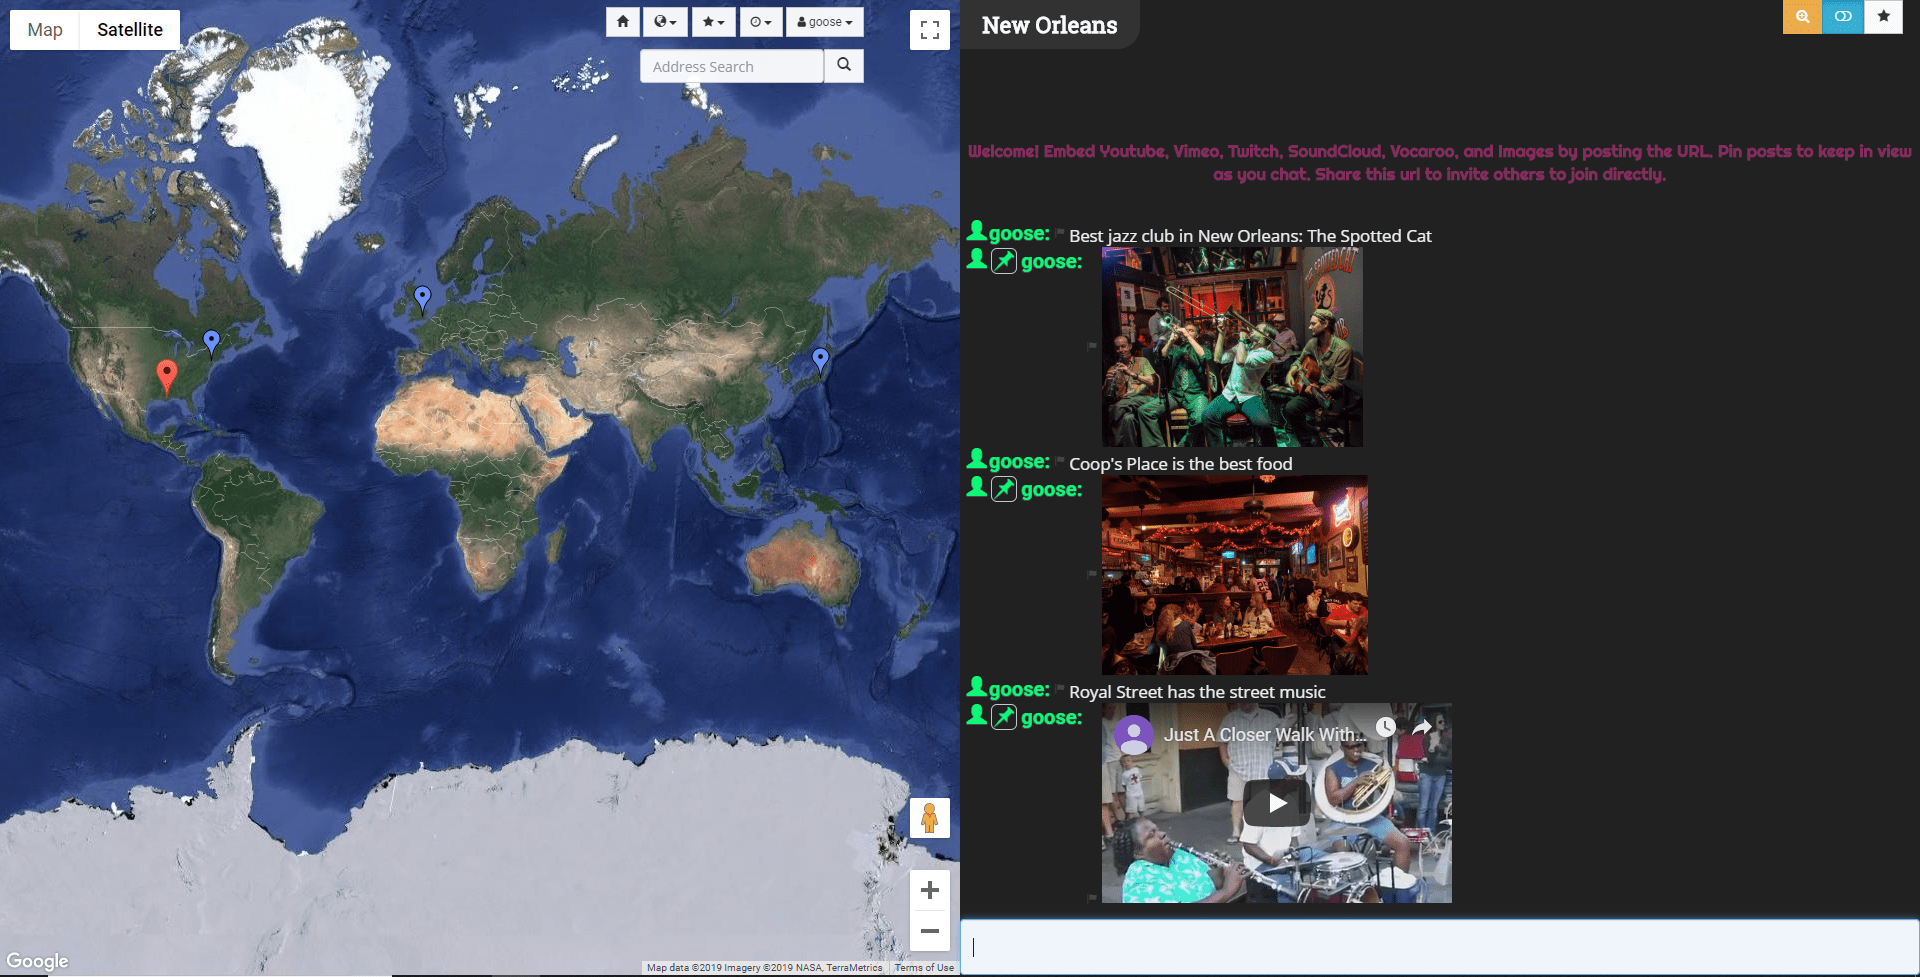 Map
Satellite
goose
Address Search
New Orleans
Welcome! Embed Youtube, Vimeo, Twitch, SoundCloud, Vocaroo, and Images by posting the URL. Pin posts to keep in view
as you chat. Share this url to invite others to join directly.
goose: Best jazz club in New Orleans: The Spotted Cat
goose:
THE SPOTTED CAT
goose: Coop's Place is the best food
goose:
goose: Royal Street has the street music
goose:
Just A Closer Walk With...
Google
Map data ©2019 Imagery ©2019 NASA, TerraMetrics
Terms of Use